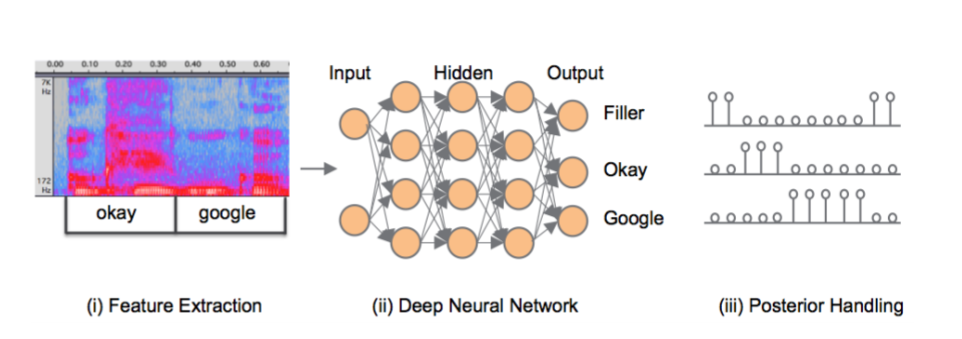 0.00 0.10 0.20 0.30 0.40 0.50 0.60
7K
Hz
172
Hz
okay google
Input Hidden Output
Filler
Okay
Google
(i) Feature Extraction (ii) Deep Neural Network (iii) Posterior Handling